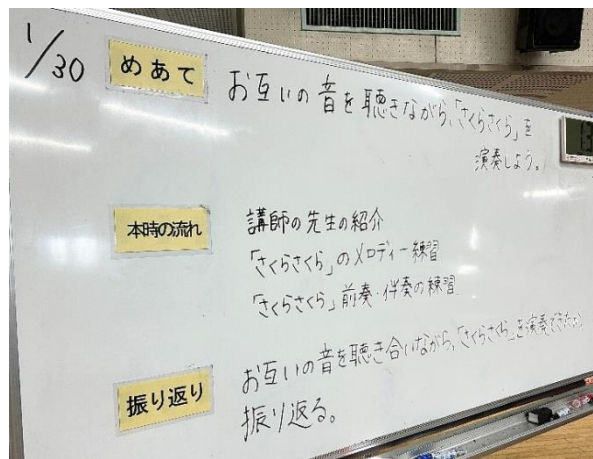 1/30
めあて
お互いの音を聴きながら、「さくらさくら」を
演奏しよう。
本時の流れ
講師の先生の紹介
「さくらさくら」のメロディー練習
「さくらさくら」前奏・伴奏の練習
振り返り
お互いの音を聴き合いながら、「さくらさくら」を演奏できたか、
振り返る。